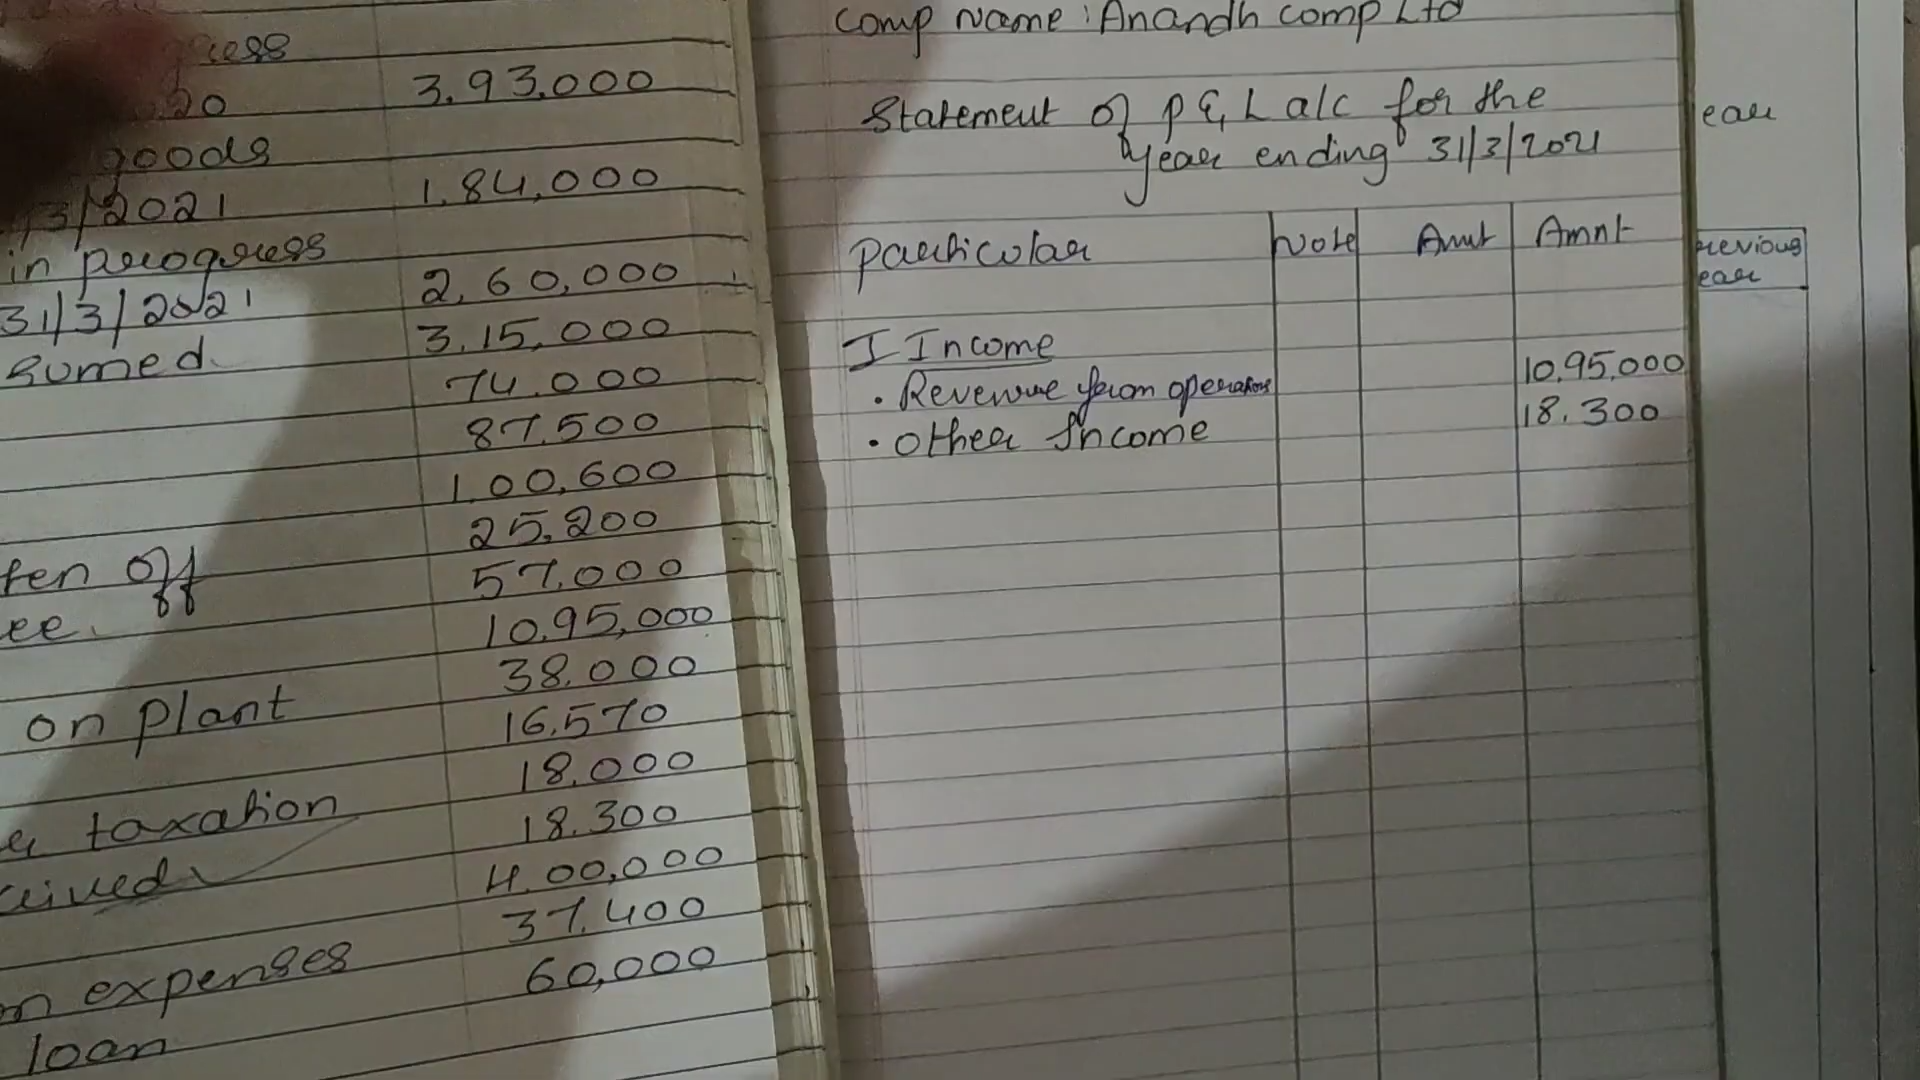 3,93,000
goods
3/2021
1,84,000
in progress
31/3/2021
2,60,000
sumed
3,15,000
74,000
87,500
1,00,600
25,200
ten off
57,000
ee.
10,95,000
38,000
on plant
16,570
18,000
taxation
18,300
ceived
4,00,000
37,400
expenses
60,000
loan
Comp Name : Anandh comp Ltd
Statement of P & L a/c for the
year ending 31/3/2021
Particular Note Amt Amnt
I Income
• Revenue from operations 10,95,000
• Other Income 18,300
ear
revious
ear